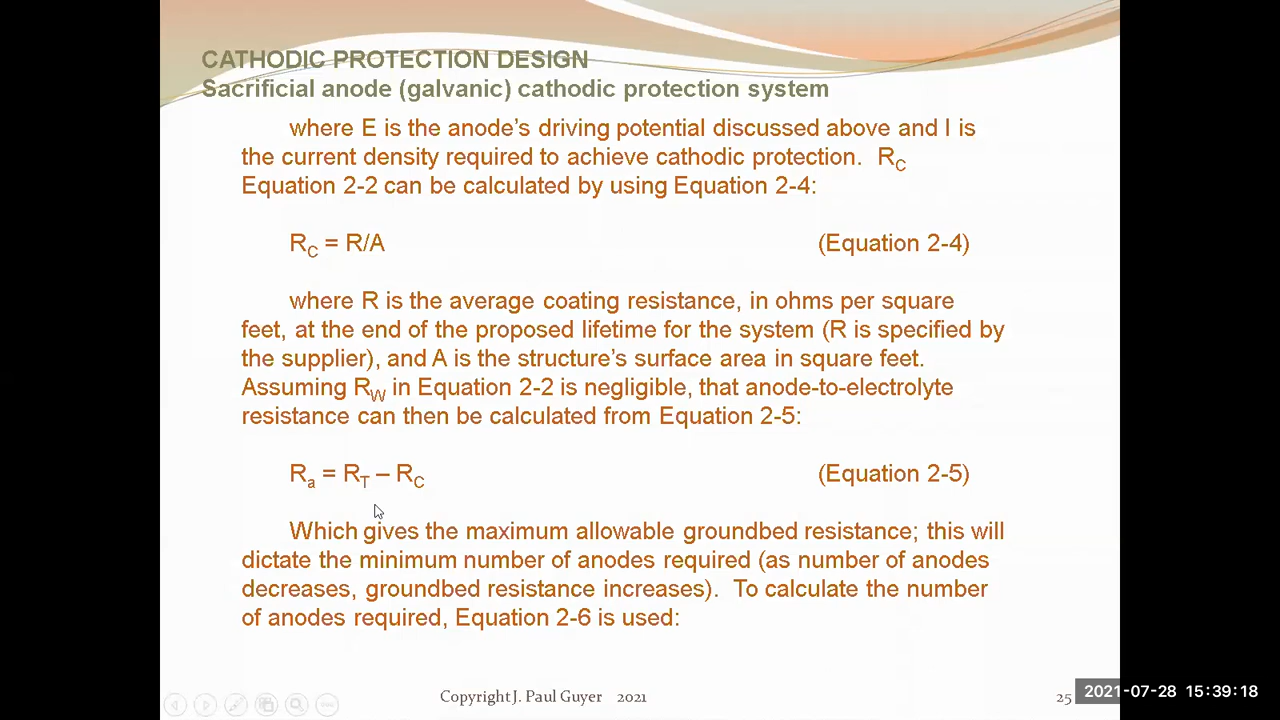 CATHODIC PROTECTION DESIGN
Sacrificial anode (galvanic) cathodic protection system
where E is the anode's driving potential discussed above and I is
the current density required to achieve cathodic protection. RC
Equation 2-2 can be calculated by using Equation 2-4:
RC = R/A (Equation 2-4)
where R is the average coating resistance, in ohms per square
feet, at the end of the proposed lifetime for the system (R is specified by
the supplier), and A is the structure's surface area in square feet.
Assuming RW in Equation 2-2 is negligible, that anode-to-electrolyte
resistance can then be calculated from Equation 2-5:
Ra = RT – RC (Equation 2-5)
Which gives the maximum allowable groundbed resistance; this will
dictate the minimum number of anodes required (as number of anodes
decreases, groundbed resistance increases). To calculate the number
of anodes required, Equation 2-6 is used:
Copyright J. Paul Guyer 2021
25
2021-07-28 15:39:18